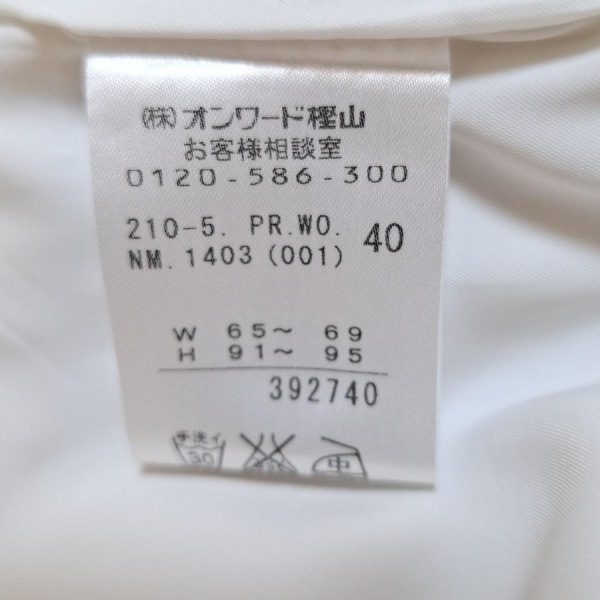 (株)オンワード樫山
お客様相談室
0120-586-300
210-5. PR.WO. 40
NM. 1403 (001)
W 65〜 69
H 91〜 95
392740
手洗イ
30
中